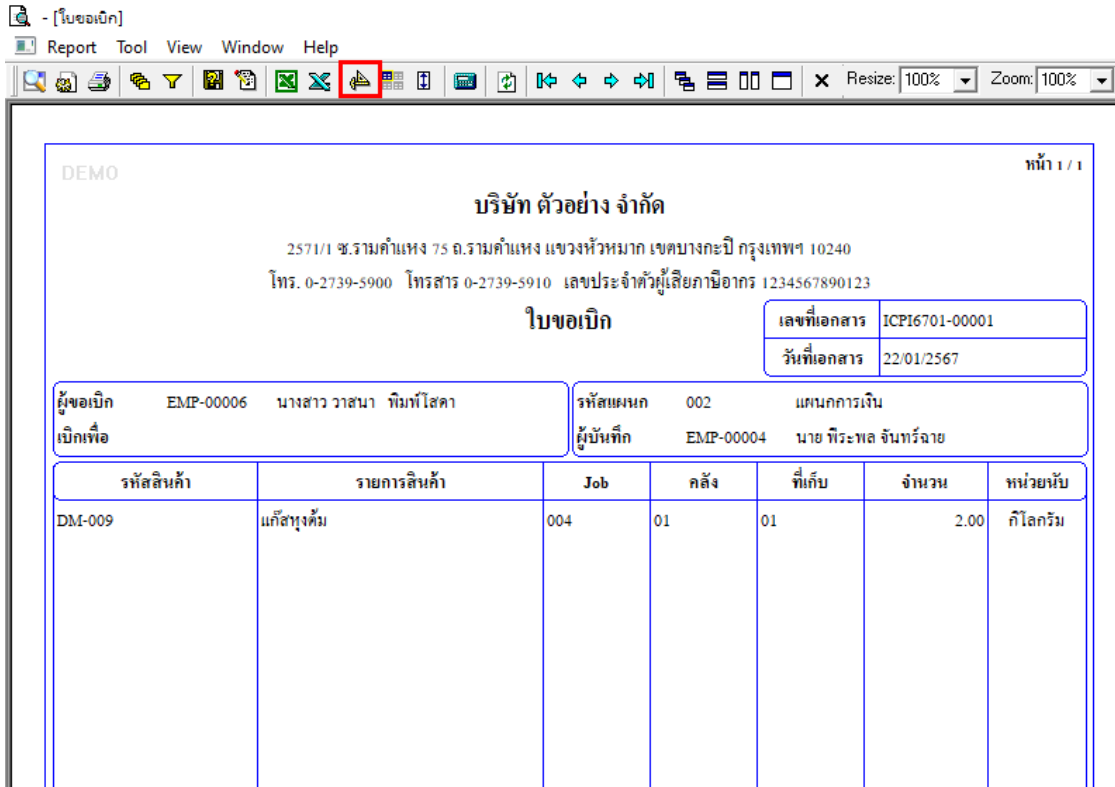 - [ใบขอเบิก]
Report Tool View Window Help
Resize: 100% Zoom: 100%
DEMO
หน้า 1 / 1
บริษัท ตัวอย่าง จำกัด
2571/1 ซ.รามคำแหง 75 ถ.รามคำแหง แขวงหัวหมาก เขตบางกะปิ กรุงเทพฯ 10240
โทร. 0-2739-5900 โทรสาร 0-2739-5910 เลขประจำตัวผู้เสียภาษีอากร 1234567890123
ใบขอเบิก
เลขที่เอกสาร ICPI6701-00001
วันที่เอกสาร 22/01/2567
ผู้ขอเบิก EMP-00006 นางสาว วาสนา พิมพ์โสดา รหัสแผนก 002 แผนกการเงิน
เบิกเพื่อ ผู้บันทึก EMP-00004 นาย พีระพล จันทร์ฉาย
รหัสสินค้า รายการสินค้า Job คลัง ที่เก็บ จำนวน หน่วยนับ
DM-009 แก๊สหุงต้ม 004 01 01 2.00 กิโลกรัม